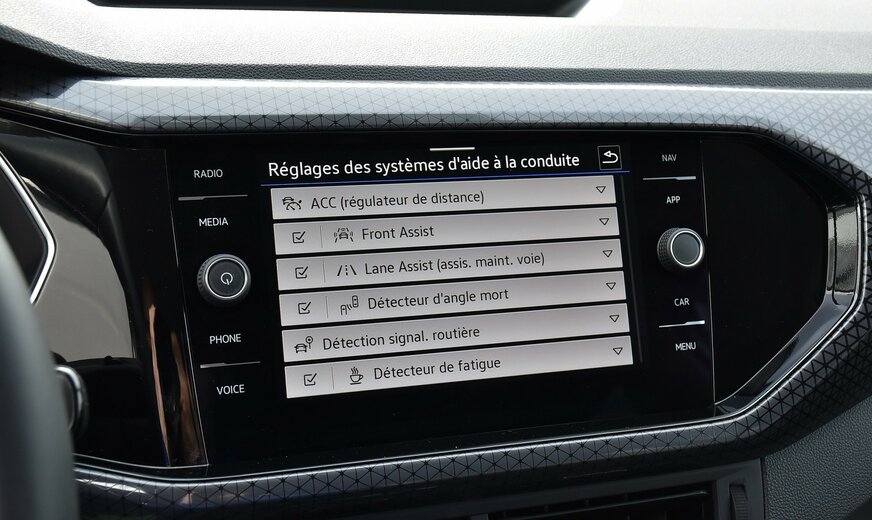 Réglages des systèmes d'aide à la conduite
ACC (régulateur de distance)
Front Assist
Lane Assist (assis. maint. voie)
Détecteur d'angle mort
Détection signal. routière
Détecteur de fatigue
RADIO
MEDIA
PHONE
VOICE
NAV
APP
CAR
MENU